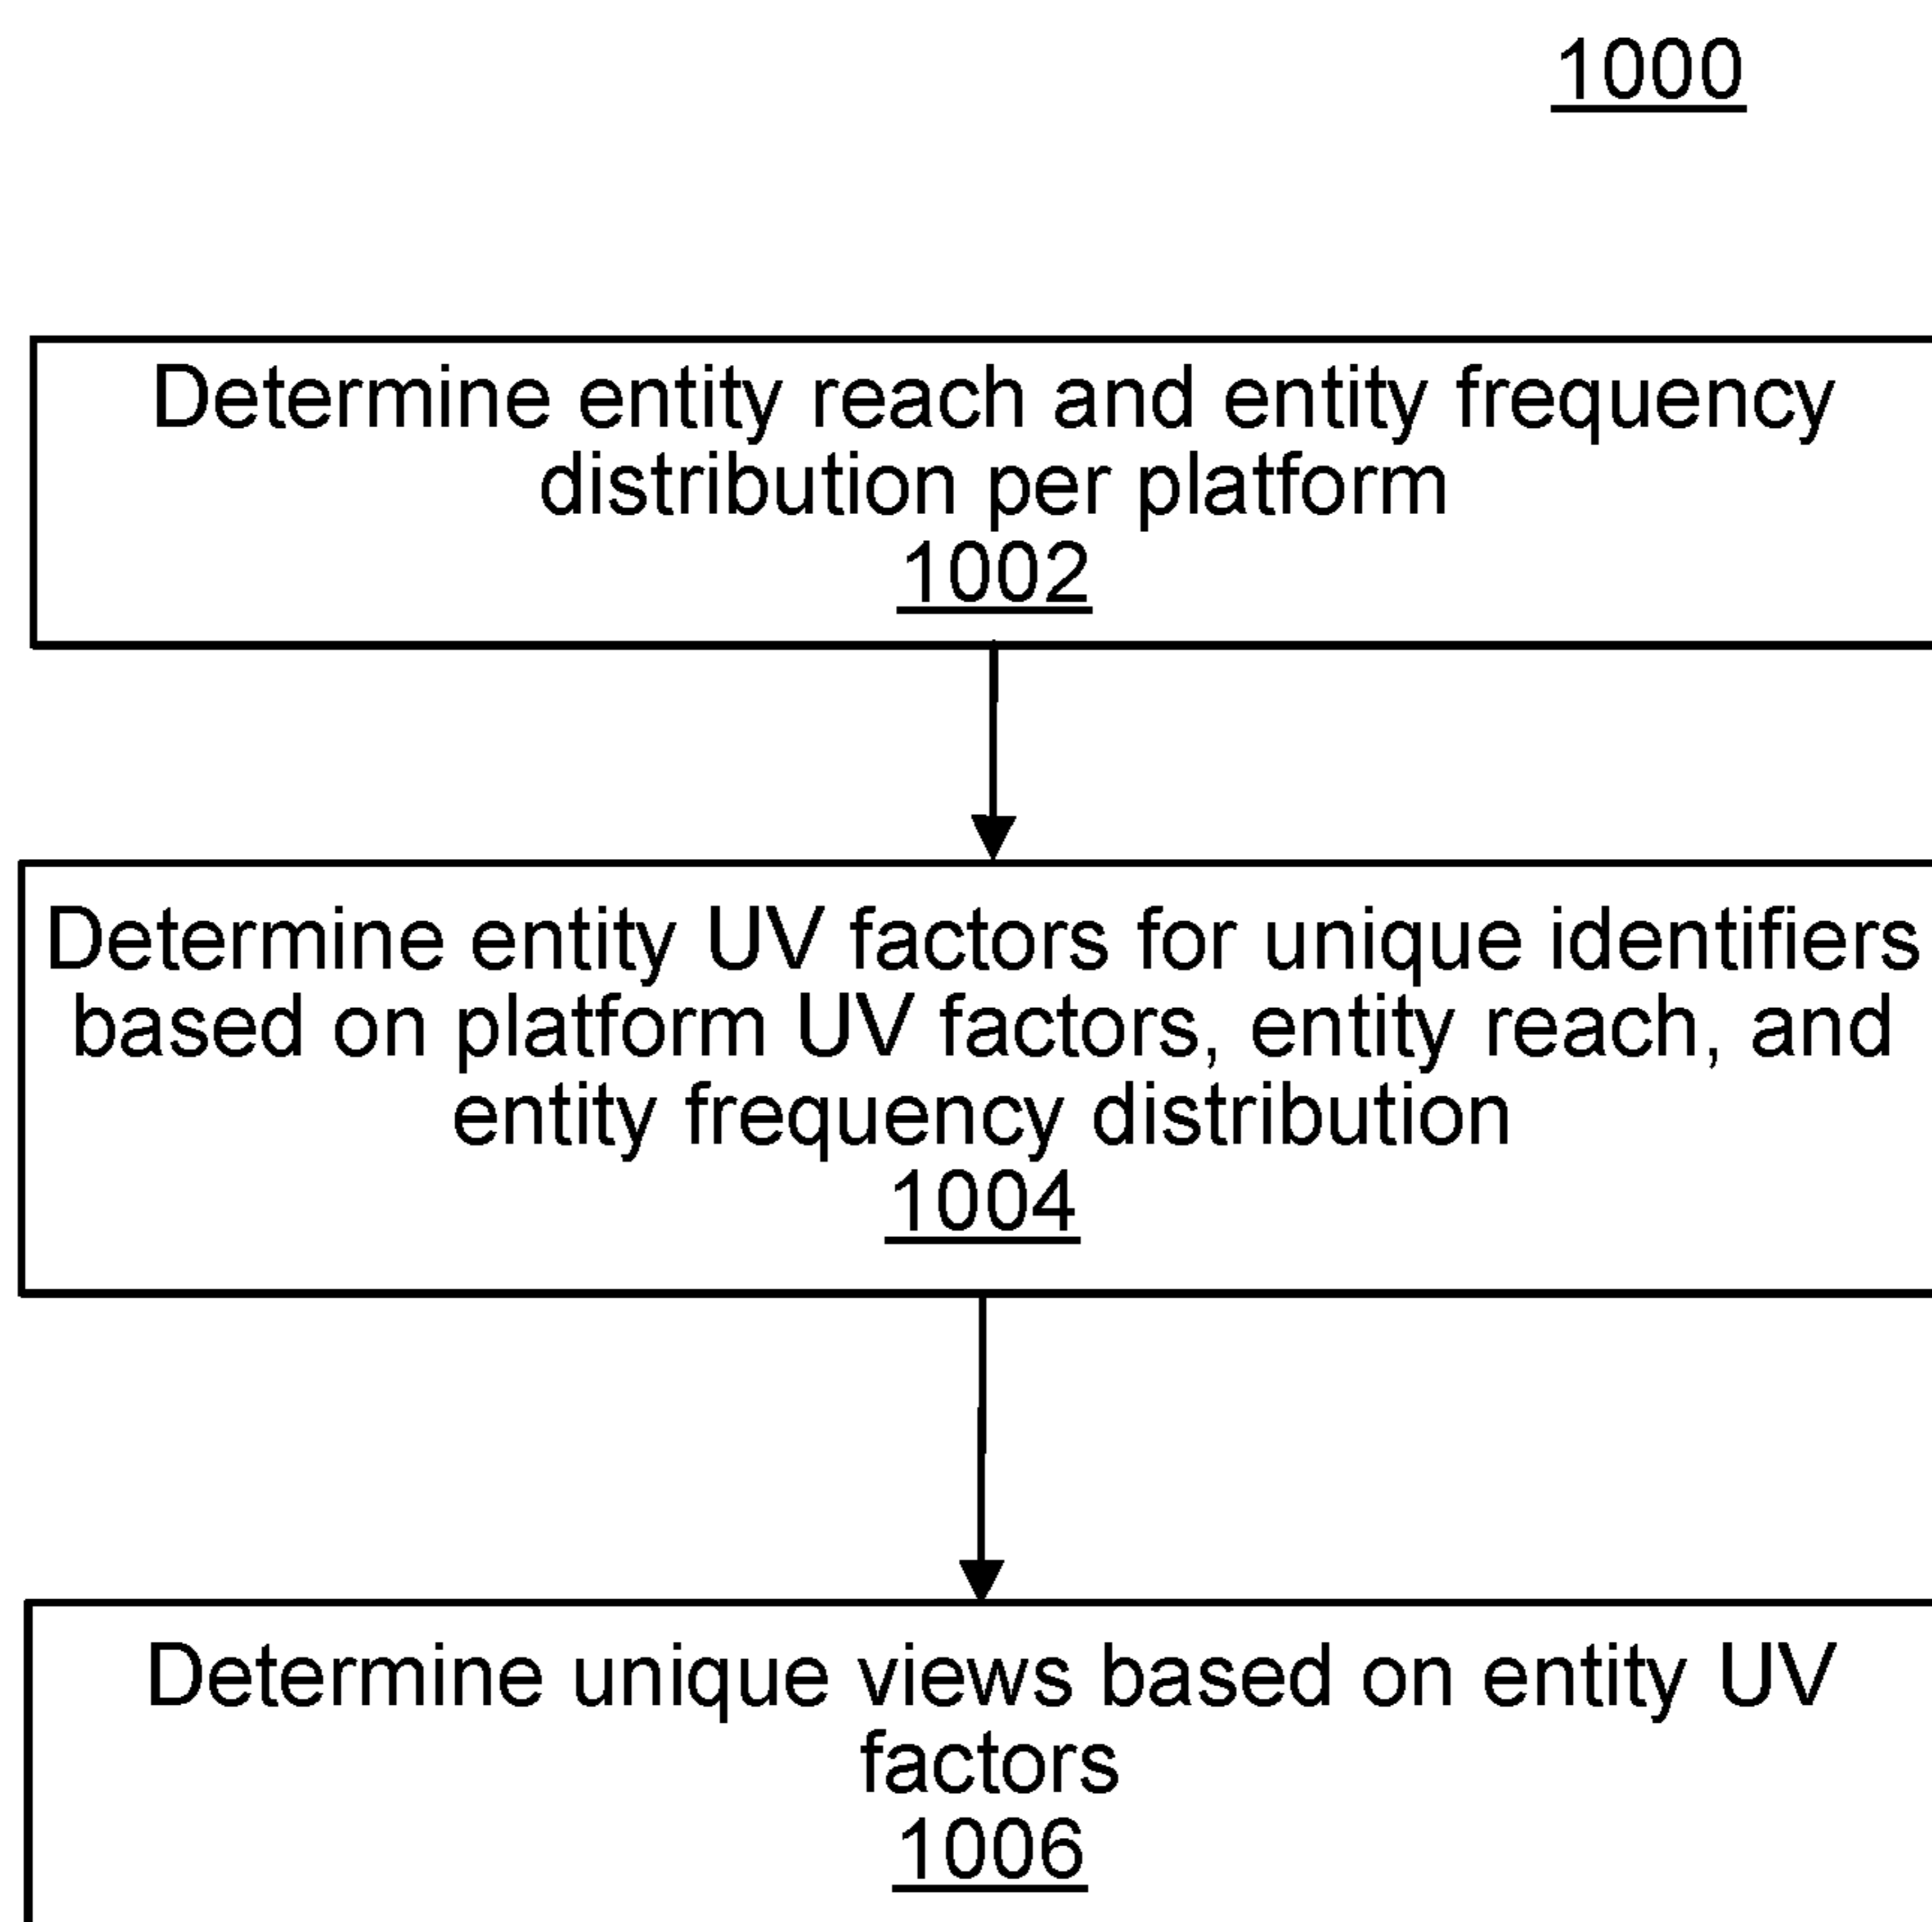 1000
Determine entity reach and entity frequency
distribution per platform
1002
Determine entity UV factors for unique identifiers
based on platform UV factors, entity reach, and
entity frequency distribution
1004
Determine unique views based on entity UV
factors
1006